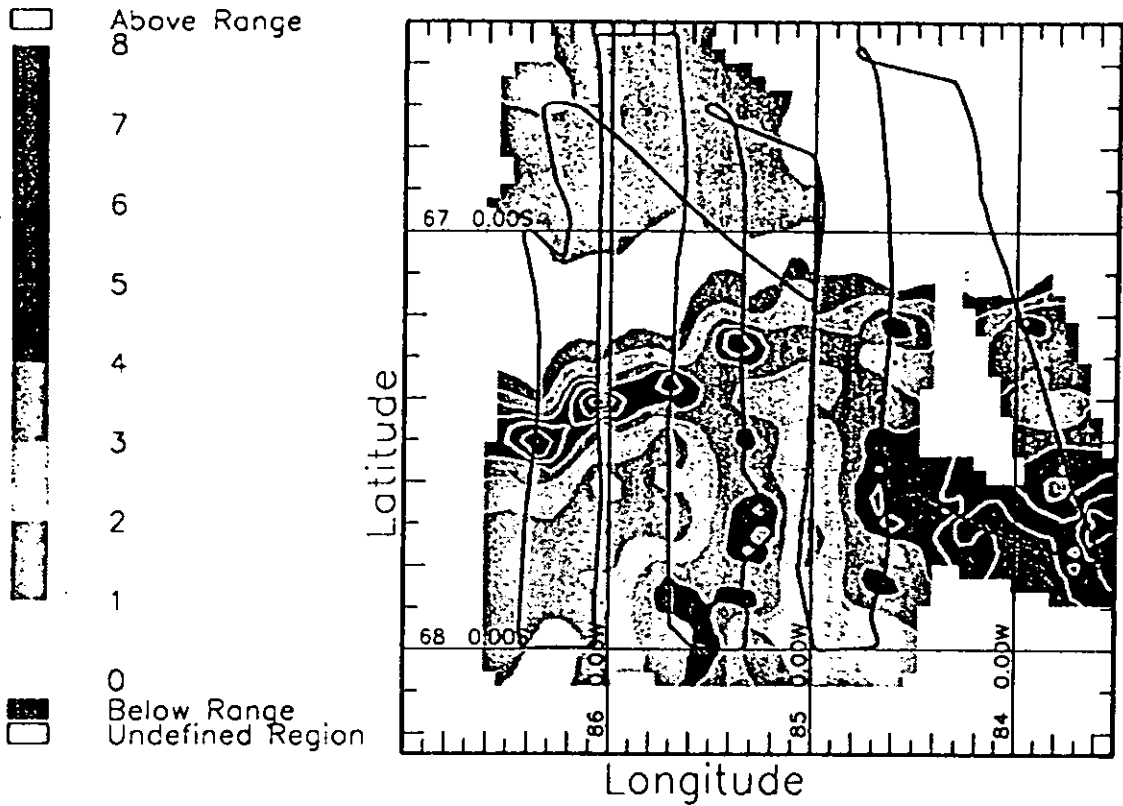 Above Range
8
7
6
5
4
3
2
1
0
Below Range
Undefined Region
Latitude
67 0.00S
68 0.00S
86 0.00W
85 0.00W
84 0.00W
Longitude